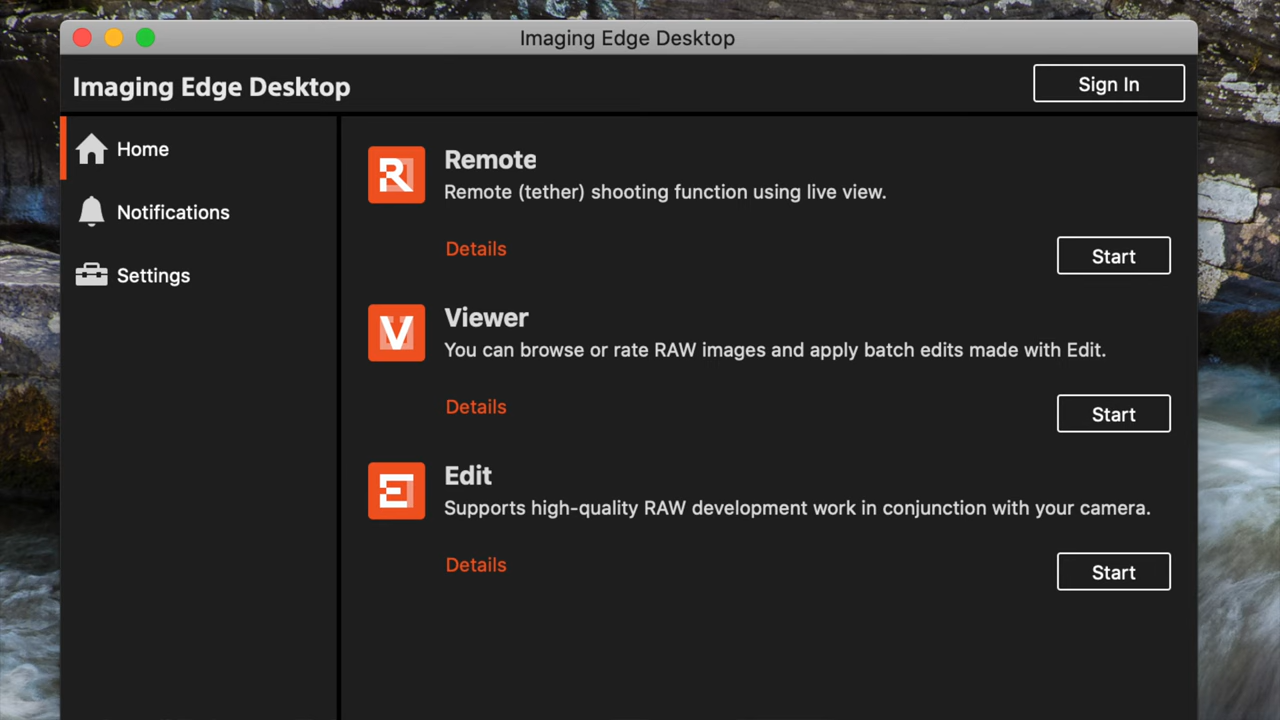 Imaging Edge Desktop
Imaging Edge Desktop
Sign In
Home
Notifications
Settings
R
Remote
Remote (tether) shooting function using live view.
Details
Start
V
Viewer
You can browse or rate RAW images and apply batch edits made with Edit.
Details
Start
E
Edit
Supports high-quality RAW development work in conjunction with your camera.
Details
Start